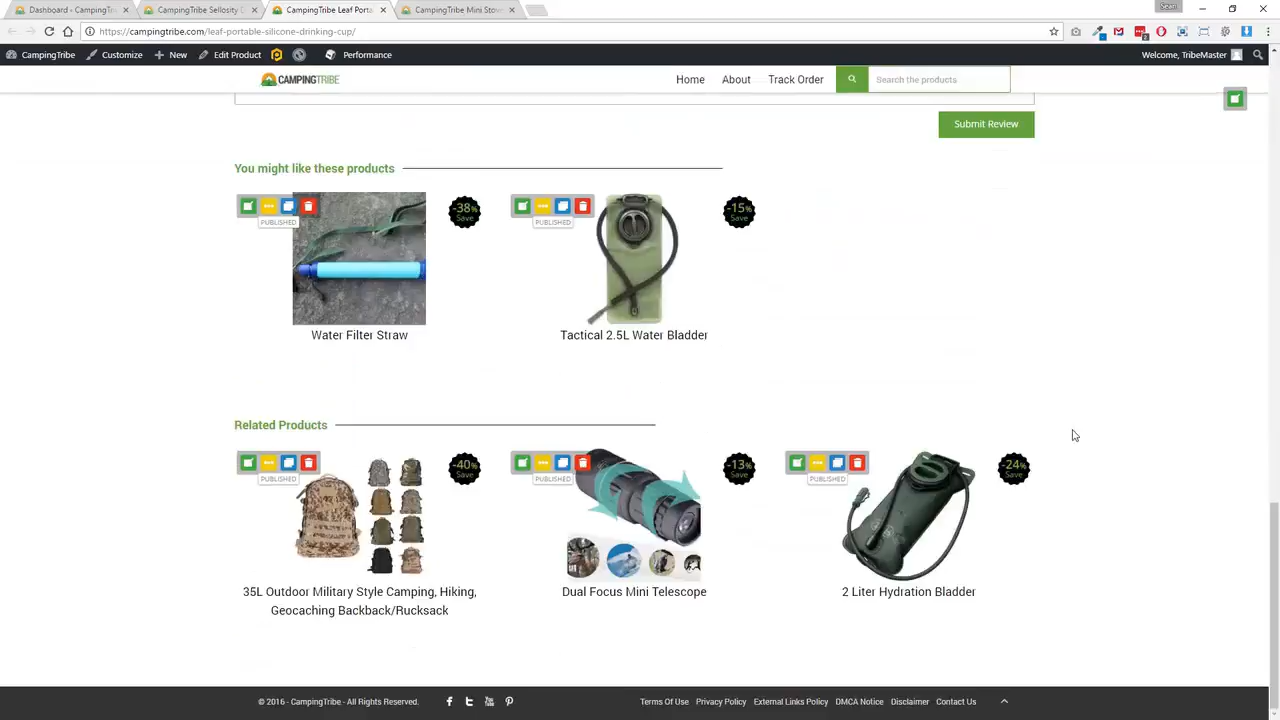 Dashboard ‹ CampingTr
CampingTribe Sellosity D
CampingTribe Leaf Porta
CampingTribe Mini Stov
Sean
https://campingtribe.com/leaf-portable-silicone-drinking-cup/
CampingTribe
Customize
New
Edit Product
Performance
Welcome, TribeMaster
CAMPINGTRIBE
Home
About
Track Order
Search the products
Submit Review
You might like these products
PUBLISHED
-38%
Save
PUBLISHED
-15%
Save
Water Filter Straw
Tactical 2.5L Water Bladder
Related Products
PUBLISHED
-40%
Save
PUBLISHED
-13%
Save
PUBLISHED
-24%
Save
35L Outdoor Military Style Camping, Hiking,
Geocaching Backback/Rucksack
Dual Focus Mini Telescope
2 Liter Hydration Bladder
© 2016 - CampingTribe - All Rights Reserved.
Terms Of Use
Privacy Policy
External Links Policy
DMCA Notice
Disclaimer
Contact Us